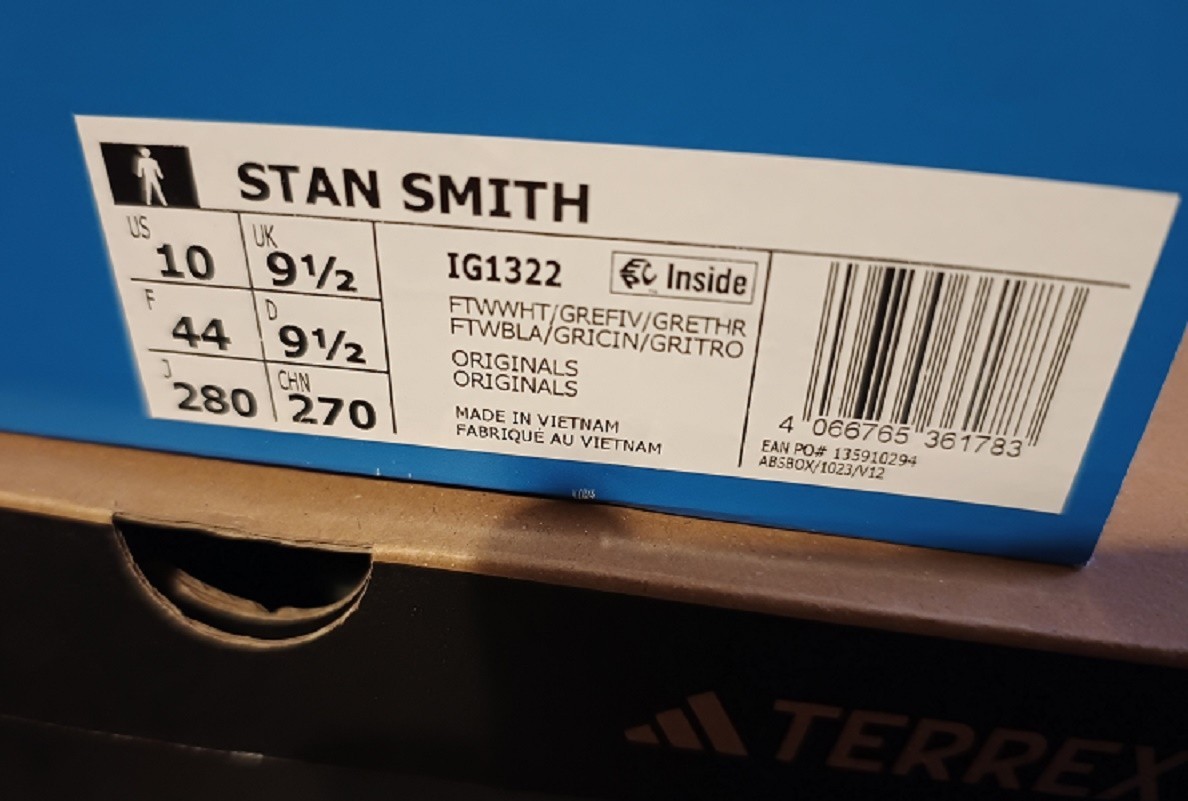 STAN SMITH
US 10 UK 9½
F 44 D 9½
J 280 CHN 270
IG1322
Inside
FTWWHT/GREFIV/GRETHR
FTWBLA/GRICIN/GRITRO
ORIGINALS
ORIGINALS
MADE IN VIETNAM
FABRIQUÉ AU VIETNAM
4 066765 361783
EAN PO# 135910294
ABSBOX/1023/V12
TERREX